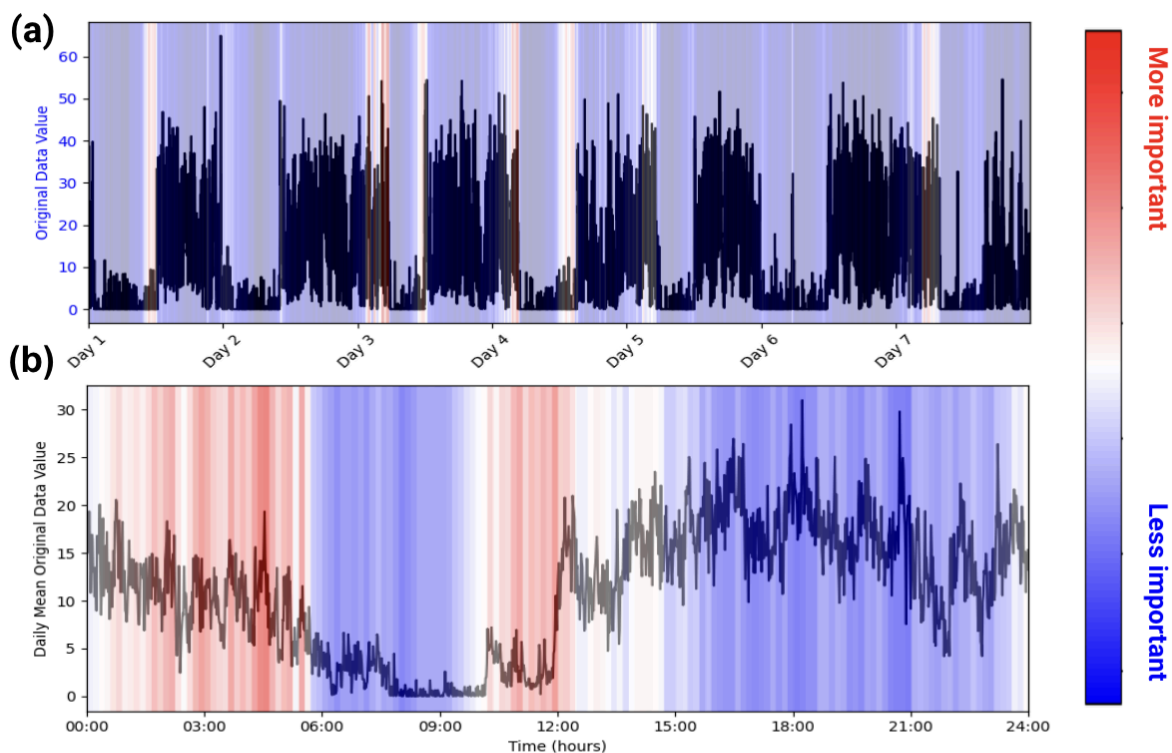 (a)
Original Data Value
60
50
40
30
20
10
0
Day 1
Day 2
Day 3
Day 4
Day 5
Day 6
Day 7
(b)
Daily Mean Original Data Value
30
25
20
15
10
5
0
00:00
03:00
06:00
09:00
12:00
15:00
18:00
21:00
24:00
Time (hours)
More important
Less important